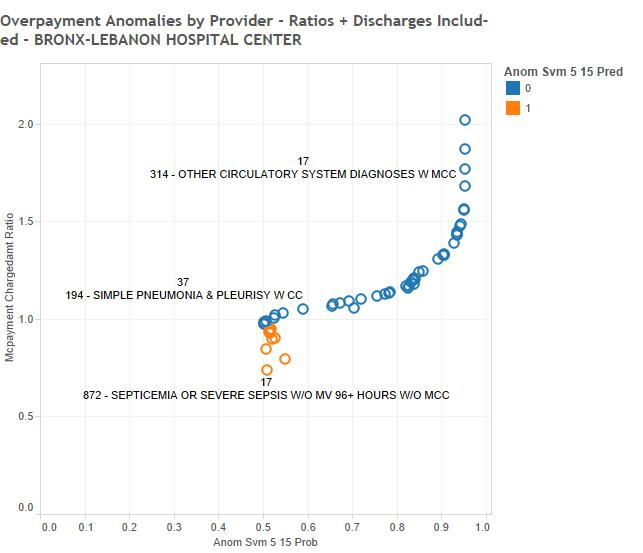 Overpayment Anomalies by Provider - Ratios + Discharges Includ-
ed - BRONX-LEBANON HOSPITAL CENTER
Anom Svm 5 15 Pred
0
1
Mcpayment Chargedamt Ratio
2.0
1.5
1.0
0.5
0.0
17
314 - OTHER CIRCULATORY SYSTEM DIAGNOSES W MCC
37
194 - SIMPLE PNEUMONIA & PLEURISY W CC
17
872 - SEPTICEMIA OR SEVERE SEPSIS W/O MV 96+ HOURS W/O MCC
0.0 0.1 0.2 0.3 0.4 0.5 0.6 0.7 0.8 0.9 1.0
Anom Svm 5 15 Prob